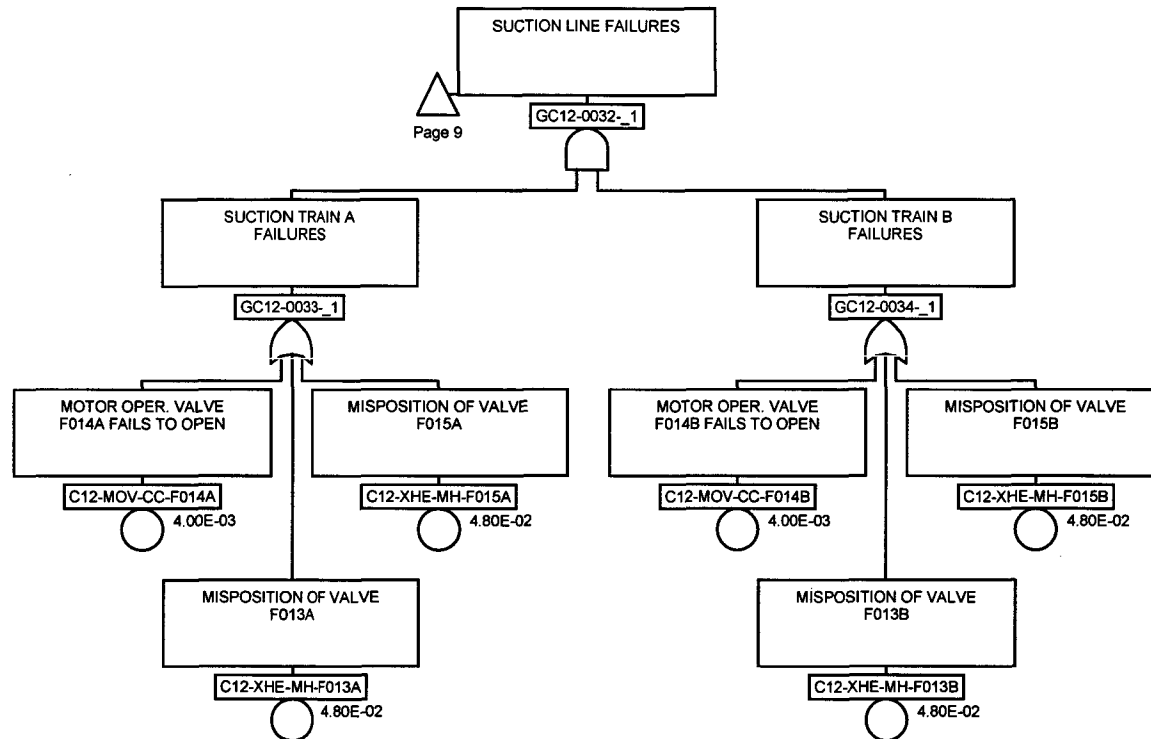 SUCTION LINE FAILURES
Page 9
GC12-0032-_1
SUCTION TRAIN A
FAILURES
GC12-0033-_1
SUCTION TRAIN B
FAILURES
GC12-0034-_1
MOTOR OPER. VALVE
F014A FAILS TO OPEN
C12-MOV-CC-F014A
4.00E-03
MISPOSITION OF VALVE
F015A
C12-XHE-MH-F015A
4.80E-02
MOTOR OPER. VALVE
F014B FAILS TO OPEN
C12-MOV-CC-F014B
4.00E-03
MISPOSITION OF VALVE
F015B
C12-XHE-MH-F015B
4.80E-02
MISPOSITION OF VALVE
F013A
C12-XHE-MH-F013A
4.80E-02
MISPOSITION OF VALVE
F013B
C12-XHE-MH-F013B
4.80E-02